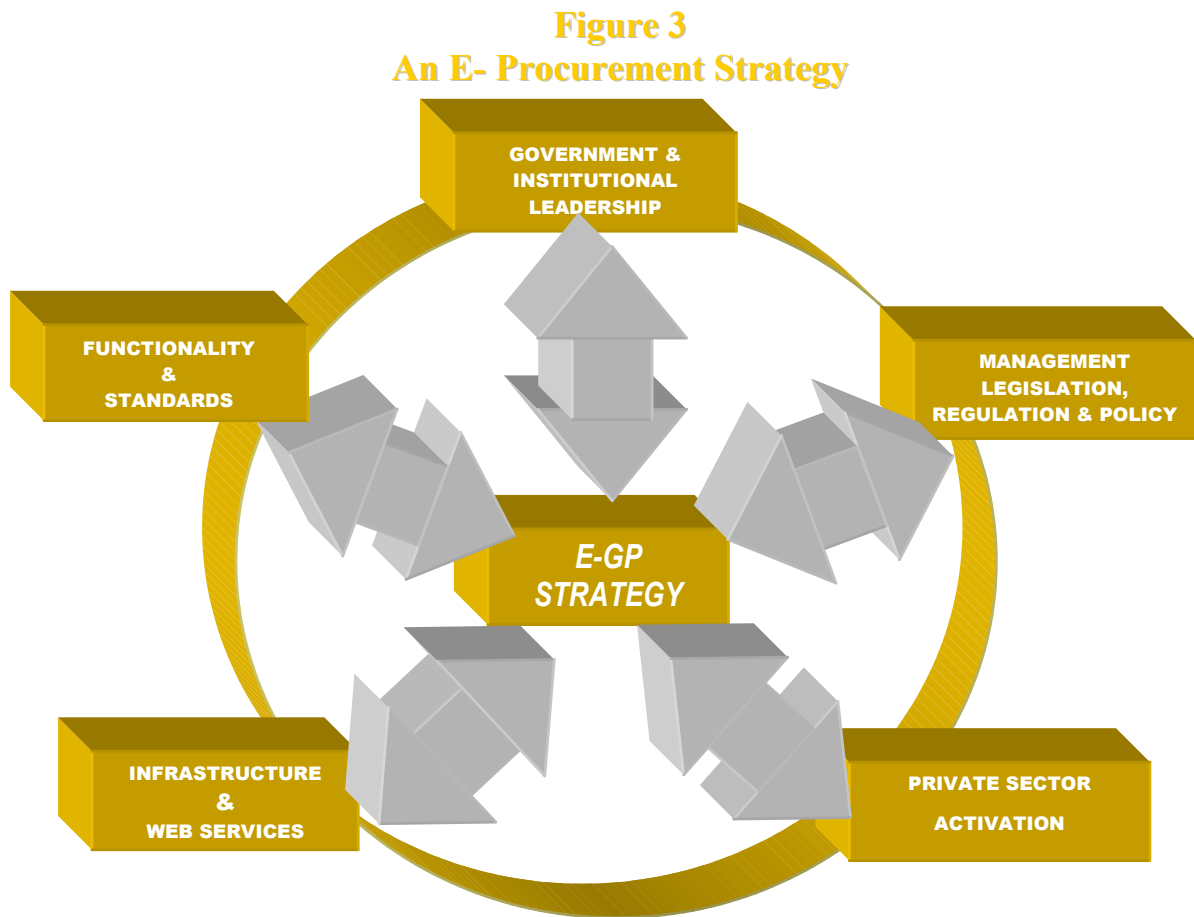 Figure 3
An E- Procurement Strategy
GOVERNMENT &
INSTITUTIONAL
LEADERSHIP
FUNCTIONALITY
&
STANDARDS
MANAGEMENT
LEGISLATION,
REGULATION & POLICY
E-GP
STRATEGY
INFRASTRUCTURE
&
WEB SERVICES
PRIVATE SECTOR
ACTIVATION